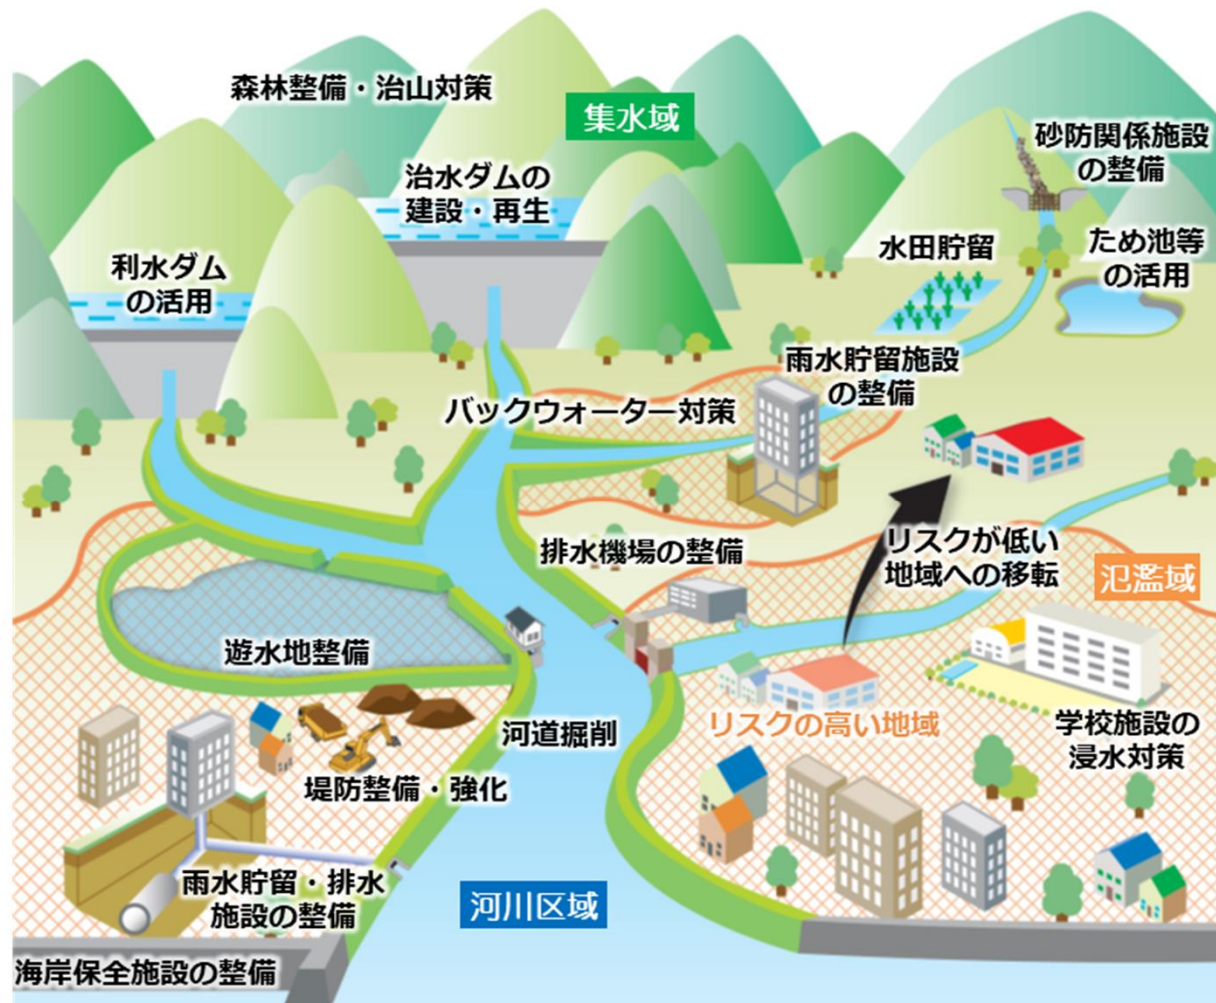 森林整備・治山対策
集水域
砂防関係施設
の整備
治水ダムの
建設・再生
水田貯留
ため池等
の活用
利水ダム
の活用
雨水貯留施設
の整備
バックウォーター対策
排水機場の整備
リスクが低い
地域への移転
氾濫域
遊水地整備
リスクの高い地域
学校施設の
浸水対策
河道掘削
堤防整備・強化
雨水貯留・排水
施設の整備
河川区域
海岸保全施設の整備